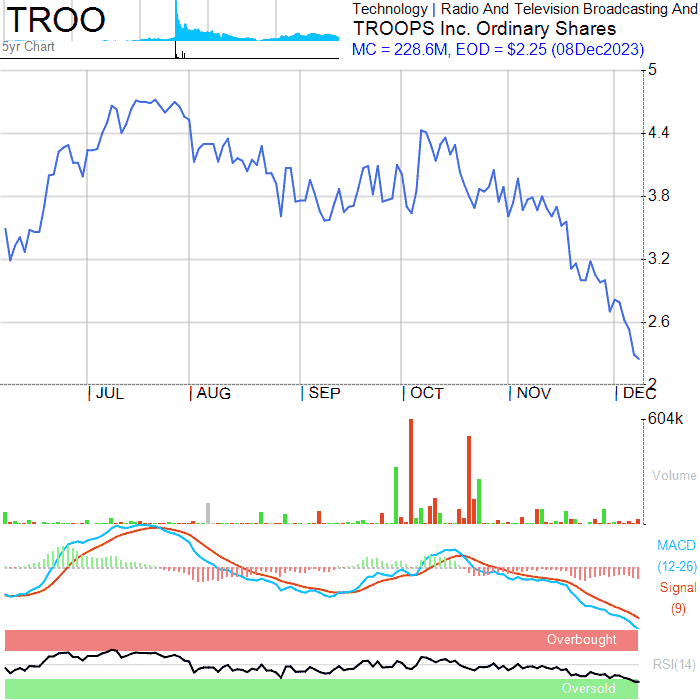 TROO
5yr Chart
Technology | Radio And Television Broadcasting And
TROOPS Inc. Ordinary Shares
MC = 228.6M, EOD = $2.25 (08Dec2023)
5
4.4
3.8
3.2
2.6
2
JUL AUG SEP OCT NOV DEC
604k
Volume
MACD
(12-26)
Signal
(9)
Overbought
RSI(14)
Oversold